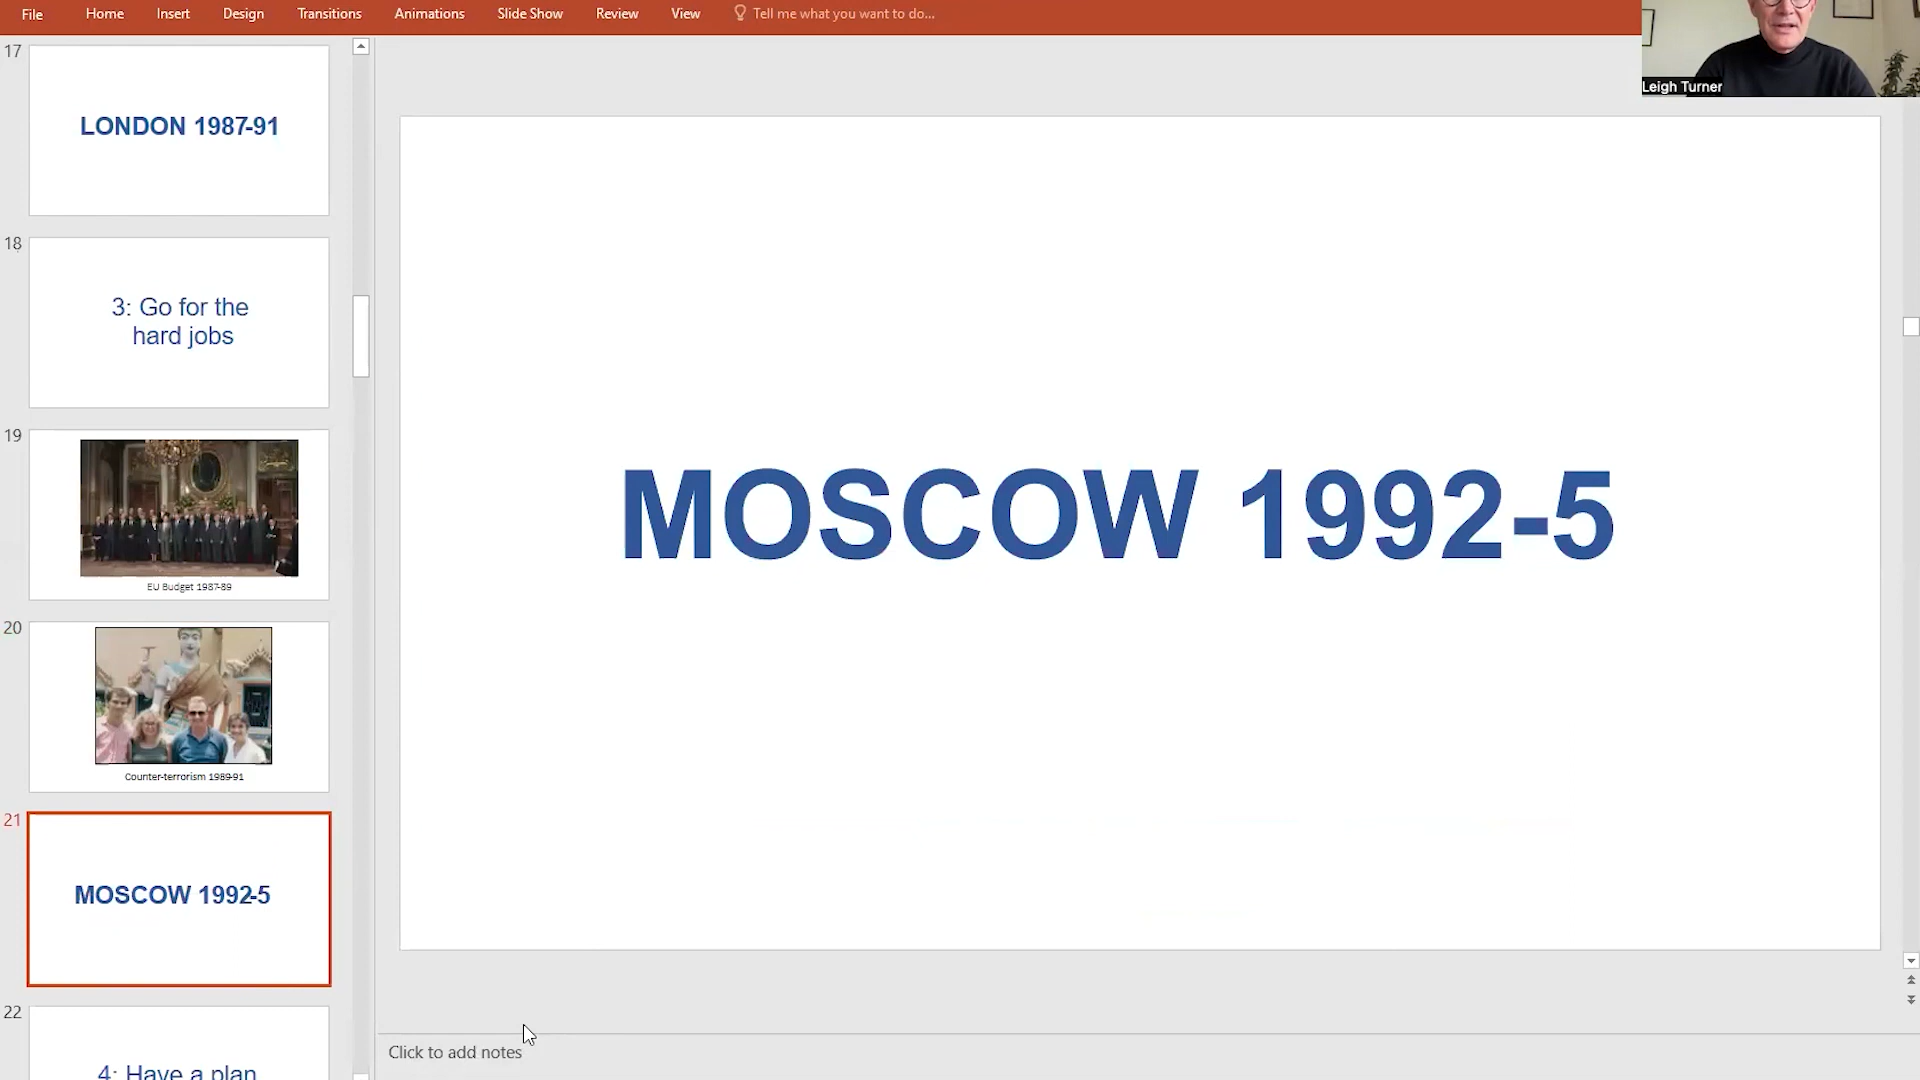 File Home Insert Design Transitions Animations Slide Show Review View Tell me what you want to do...
Leigh Turner
17
LONDON 1987-91
18
3: Go for the
hard jobs
19
EU Budget 1987-89
20
Counter-terrorism 1989-91
21
MOSCOW 1992-5
22
4: Have a plan
MOSCOW 1992-5
Click to add notes